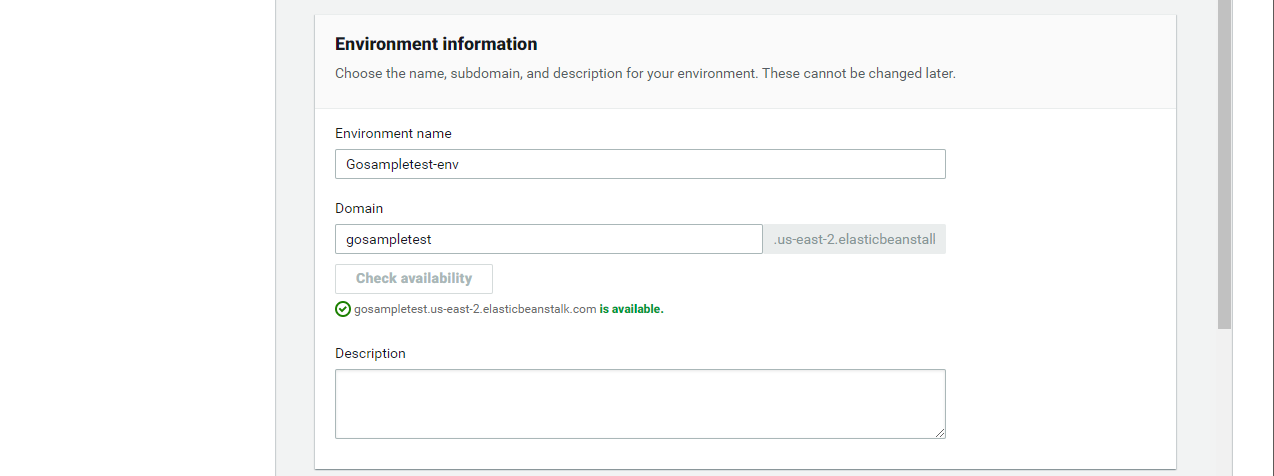 Environment information
Choose the name, subdomain, and description for your environment. These cannot be changed later.
Environment name
Gosampletest-env
Domain
gosampletest .us-east-2.elasticbeanstall
Check availability
gosampletest.us-east-2.elasticbeanstalk.com is available.
Description